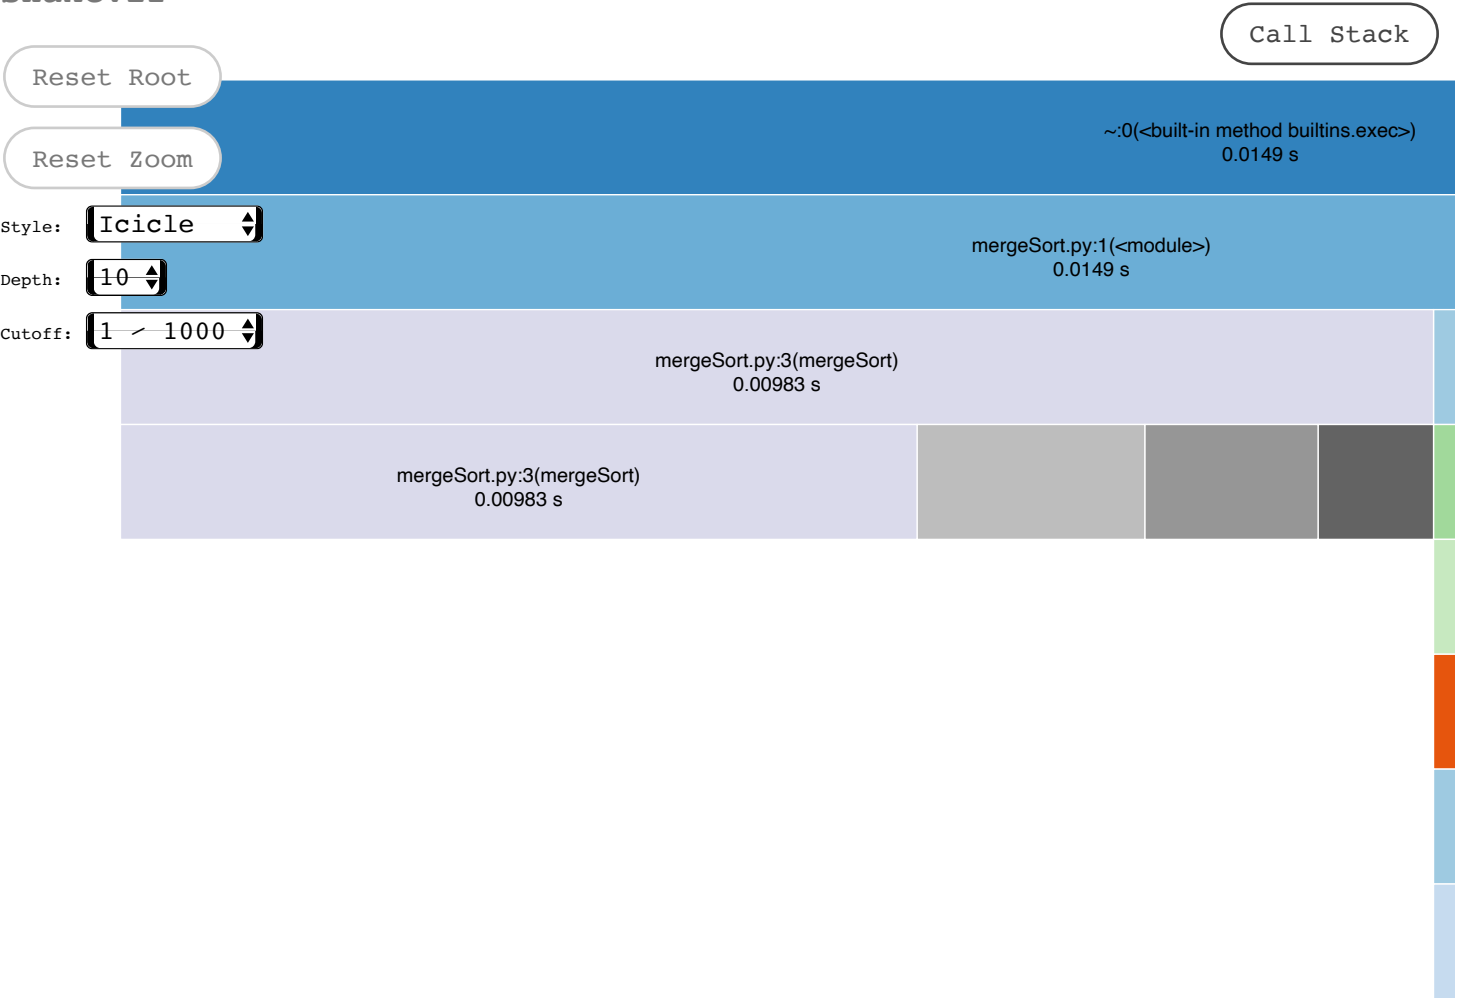 Call Stack
Reset Root
~:0(<built-in method builtins.exec>)
0.0149 s
Reset Zoom
Style: Icicle
mergeSort.py:1(<module>)
0.0149 s
Depth: 10
Cutoff: 1 / 1000
mergeSort.py:3(mergeSort)
0.00983 s
mergeSort.py:3(mergeSort)
0.00983 s